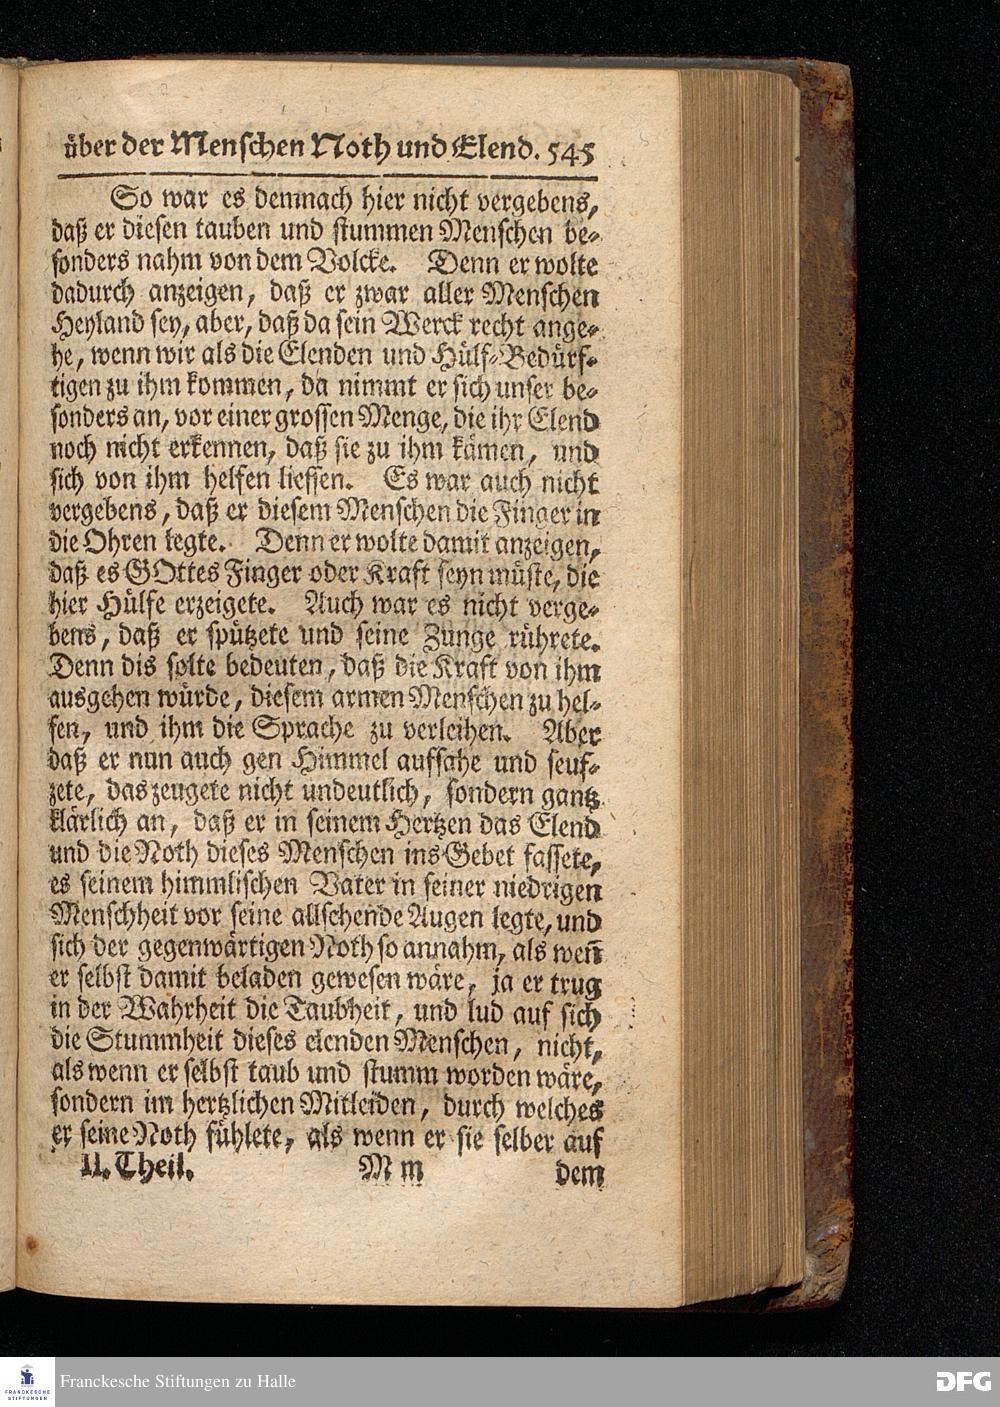 über der Menschen Noth und Elend. 545
So war es demnach hier nicht vergebens,
daß er diesen tauben und stummen Menschen be-
sonders nahm von dem Volcke. Denn er wolte
dadurch anzeigen, daß er zwar aller Menschen
Heyland sey, aber, daß da sein Werck recht ange-
he, wenn wir als die Elenden und Hülf-Bedürf-
tigen zu ihm kommen, da nimmt er sich unser be-
sonders an, vor einer grossen Menge, die ihr Elend
noch nicht erkennen, daß sie zu ihm kämen, und
sich von ihm helfen liessen. Es war auch nicht
vergebens, daß er diesem Menschen die Finger in
die Ohren legte. Denn er wolte damit anzeigen,
daß es GOttes Finger oder Kraft seyn müste, die
hier Hülfe erzeigete. Auch war es nicht verge-
bens, daß er spützete und seine Zunge rührete.
Denn dis solte bedeuten, daß die Kraft von ihm
ausgehen würde, diesem armen Menschen zu hel-
fen, und ihm die Sprache zu verleihen. Aber
daß er nun auch gen Himmel aufsahe und seuf-
zete, das zeugete nicht undeutlich, sondern gantz
klärlich an, daß er in seinem Hertzen das Elend
und die Noth dieses Menschen ins Gebet fassete,
es seinem himmlischen Vater in seiner niedrigen
Menschheit vor seine allsehende Augen legte, und
sich der gegenwärtigen Noth so annahm, als weñ
er selbst damit beladen gewesen wäre, ja er trug
in der Wahrheit die Taubheit, und lud auf sich
die Stummheit dieses elenden Menschen, nicht,
als wenn er selbst taub und stumm worden wäre,
sondern im hertzlichen Mitleiden, durch welches
er seine Noth fühlete, als wenn er sie selber auf
II. Theil. M m dem
FRANCKESCHE STIFTUNGEN
Franckesche Stiftungen zu Halle
DFG